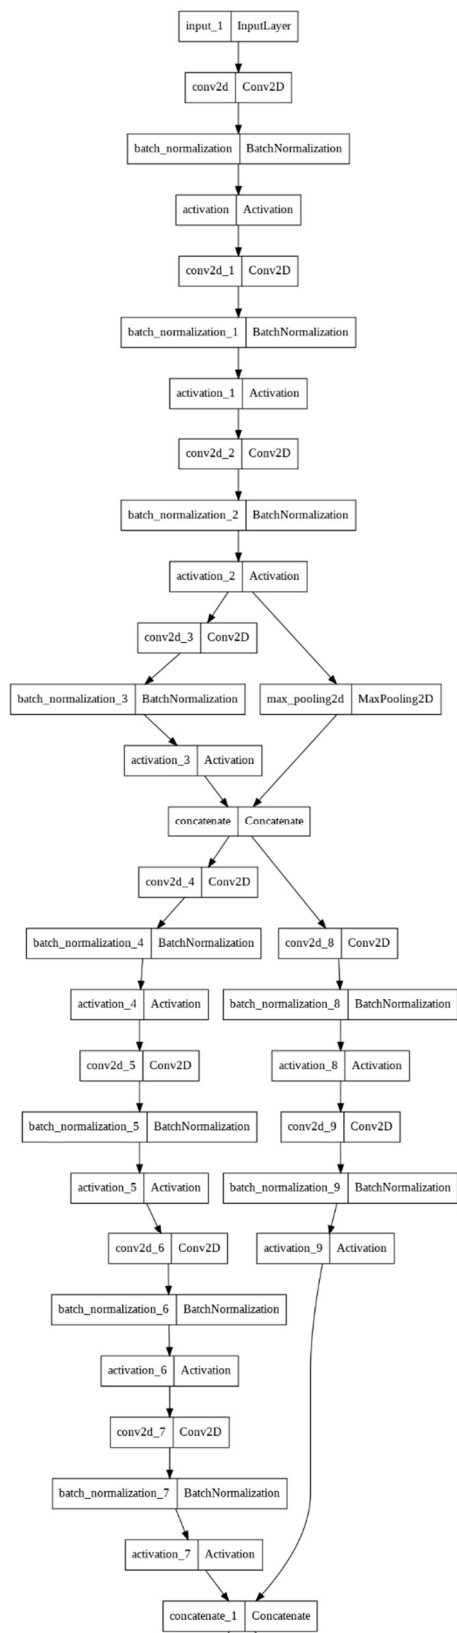 input_1 InputLayer
conv2d Conv2D
batch_normalization BatchNormalization
activation Activation
conv2d_1 Conv2D
batch_normalization_1 BatchNormalization
activation_1 Activation
conv2d_2 Conv2D
batch_normalization_2 BatchNormalization
activation_2 Activation
conv2d_3 Conv2D
batch_normalization_3 BatchNormalization max_pooling2d MaxPooling2D
activation_3 Activation
concatenate Concatenate
conv2d_4 Conv2D
batch_normalization_4 BatchNormalization conv2d_8 Conv2D
activation_4 Activation batch_normalization_8 BatchNormalization
conv2d_5 Conv2D activation_8 Activation
batch_normalization_5 BatchNormalization conv2d_9 Conv2D
activation_5 Activation batch_normalization_9 BatchNormalization
conv2d_6 Conv2D activation_9 Activation
batch_normalization_6 BatchNormalization
activation_6 Activation
conv2d_7 Conv2D
batch_normalization_7 BatchNormalization
activation_7 Activation
concatenate_1 Concatenate